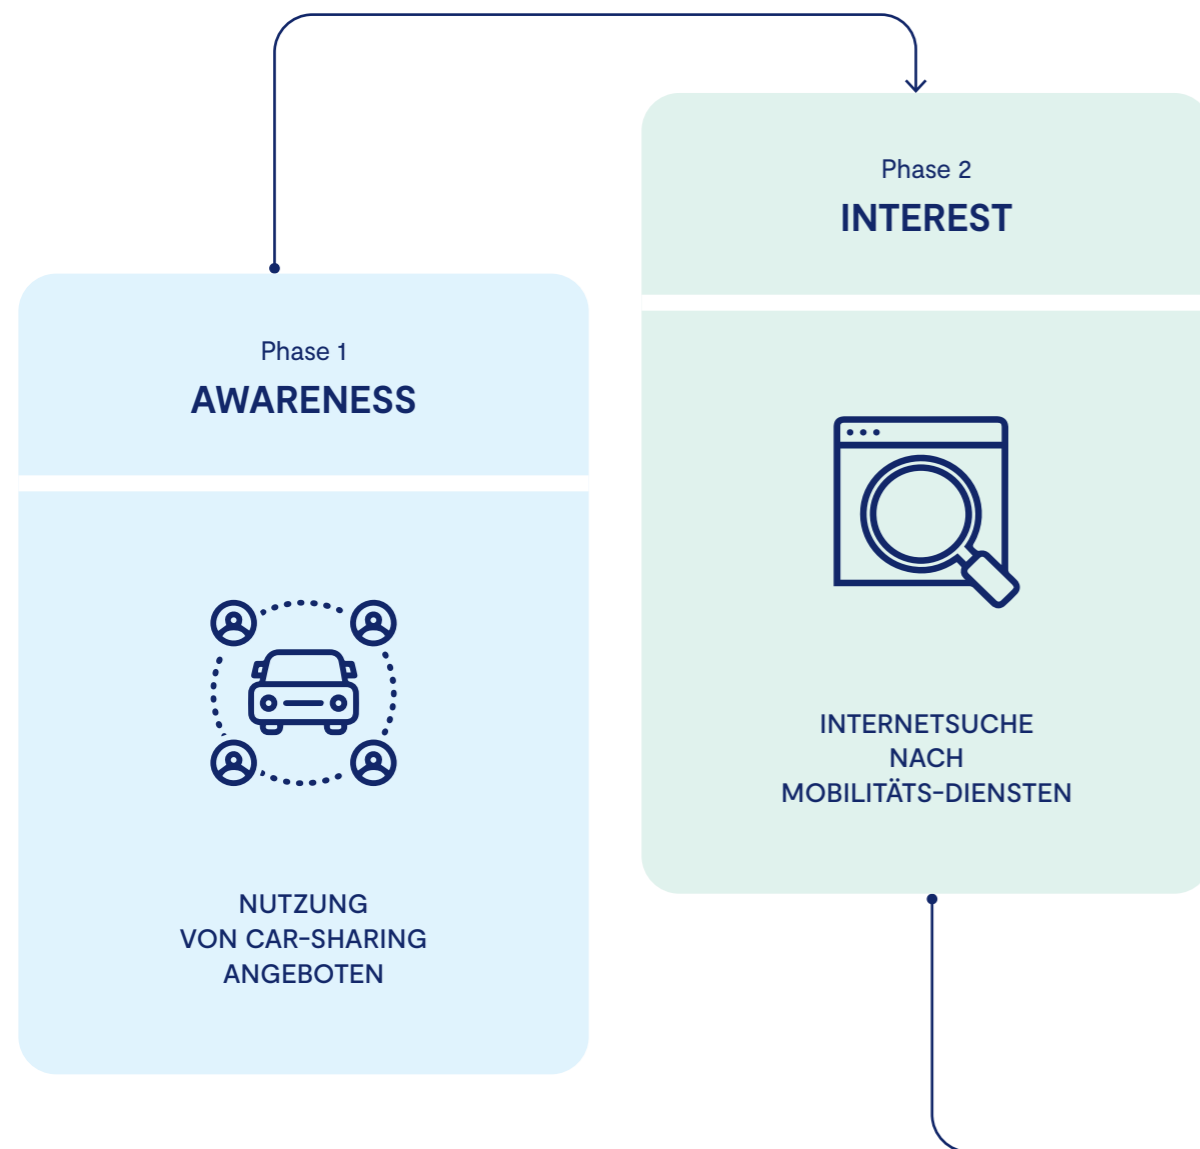 Phase 1
AWARENESS
NUTZUNG
VON CAR-SHARING
ANGEBOTEN
Phase 2
INTEREST
INTERNETSUCHE
NACH
MOBILITÄTS-DIENSTEN